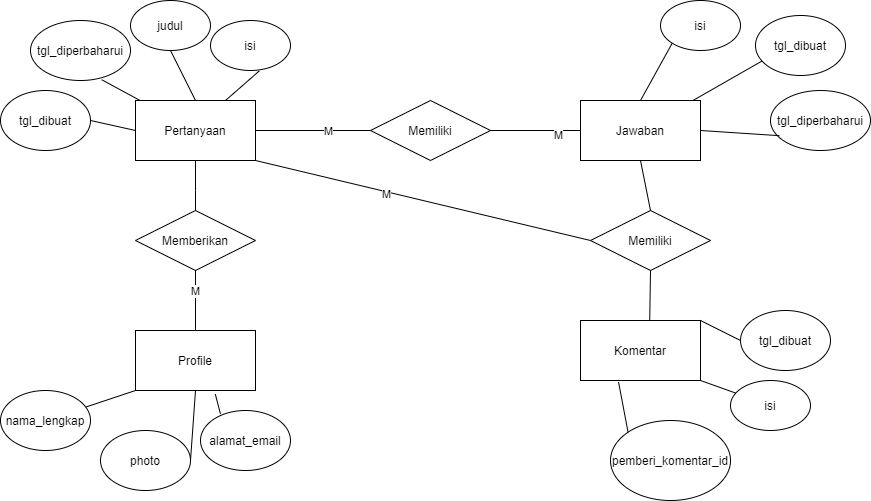 judul
isi
tgl_diperbaharui
tgl_dibuat
Pertanyaan
M
Memiliki
M
Jawaban
isi
tgl_dibuat
tgl_diperbaharui
M
Memberikan
Memiliki
M
Profile
Komentar
tgl_dibuat
isi
nama_lengkap
photo
alamat_email
pemberi_komentar_id